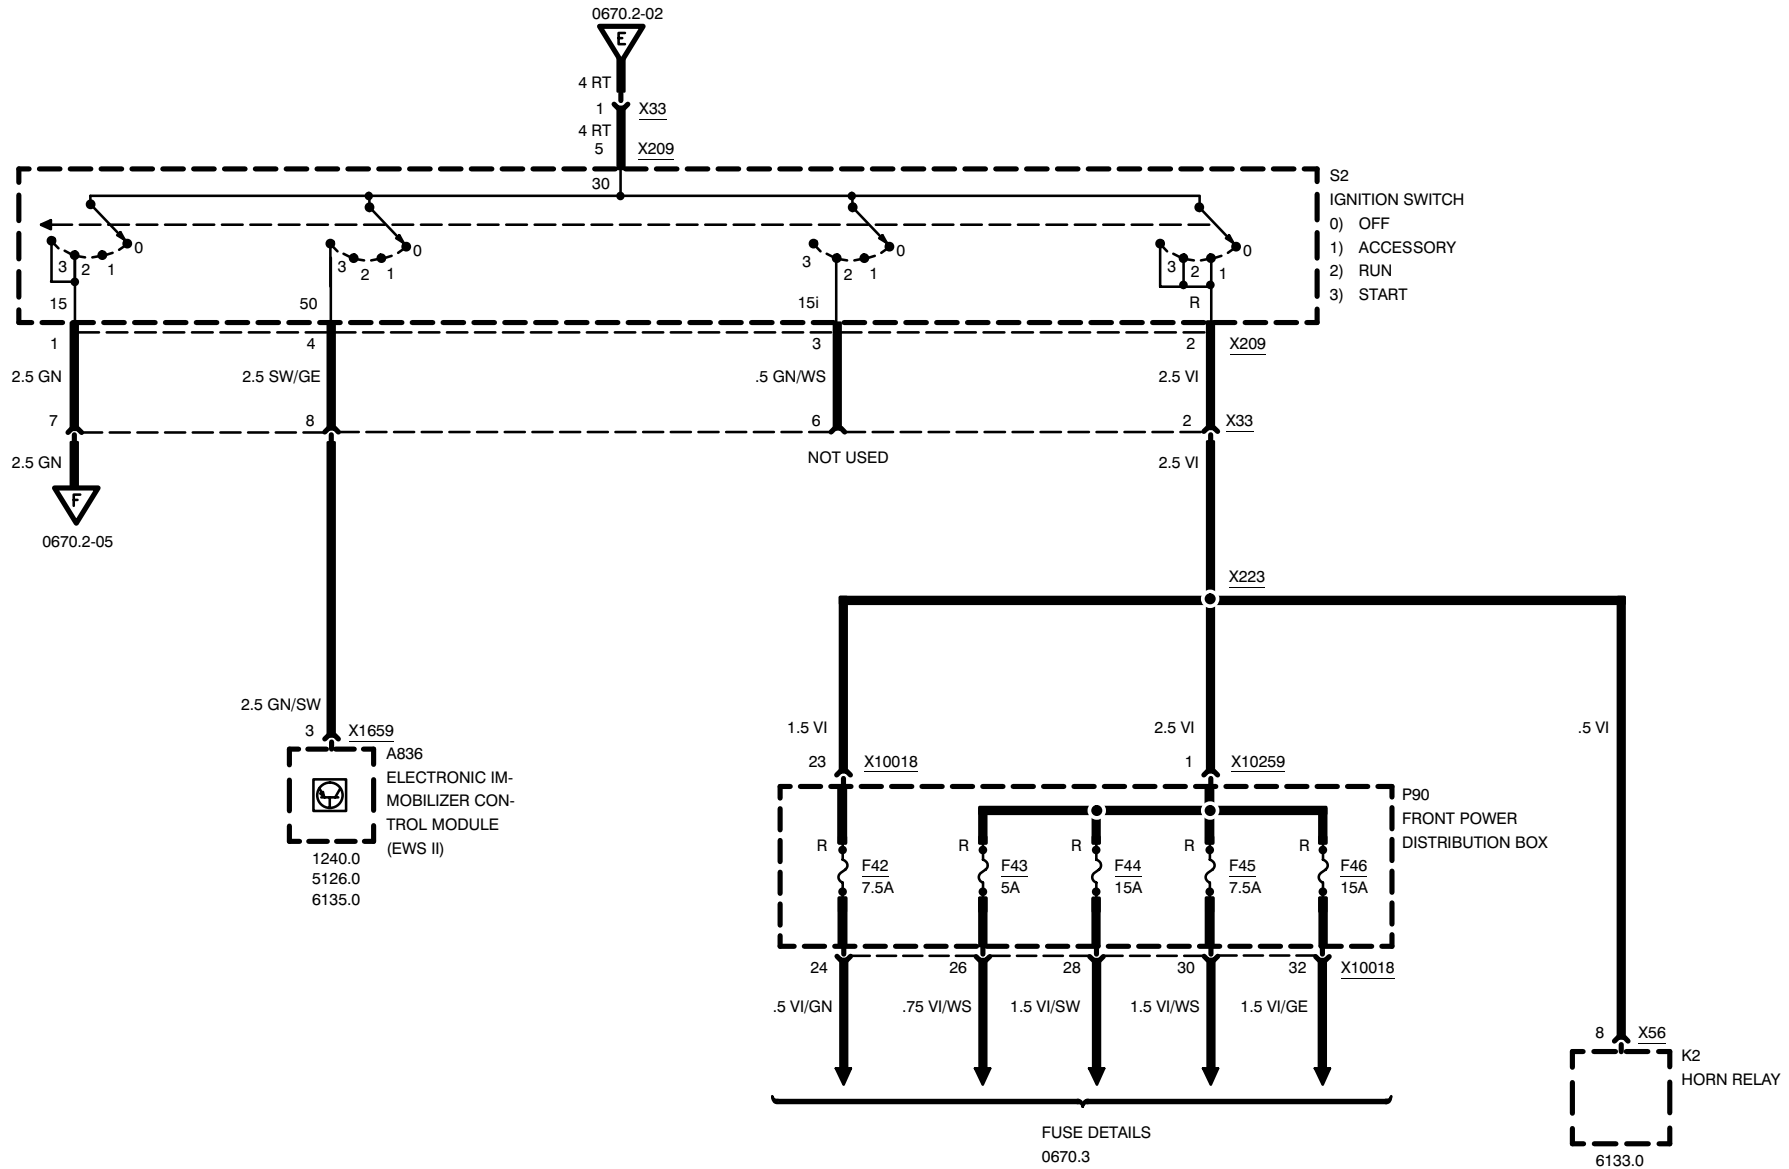 0670.2-02
E
4 RT
1 X33
4 RT
5 X209
30
S2
IGNITION SWITCH
0) OFF
1) ACCESSORY
2) RUN
3) START
0
3 2 1
15
0
3 2 1
50
0
3 2 1
15i
0
3 2 1
R
1 4 3 2 X209
2.5 GN 2.5 SW/GE .5 GN/WS 2.5 VI
7 8 6 2 X33
NOT USED
2.5 GN 2.5 VI
F
0670.2-05
X223
2.5 GN/SW
3 X1659
A836
ELECTRONIC IM-
MOBILIZER CON-
TROL MODULE
(EWS II)
1240.0
5126.0
6135.0
1.5 VI 2.5 VI .5 VI
23 X10018 1 X10259
P90
FRONT POWER
DISTRIBUTION BOX
R R R R R
F42 F43 F44 F45 F46
7.5A 5A 15A 7.5A 15A
24 26 28 30 32 X10018
.5 VI/GN .75 VI/WS 1.5 VI/SW 1.5 VI/WS 1.5 VI/GE
8 X56
K2
HORN RELAY
6133.0
FUSE DETAILS
0670.3